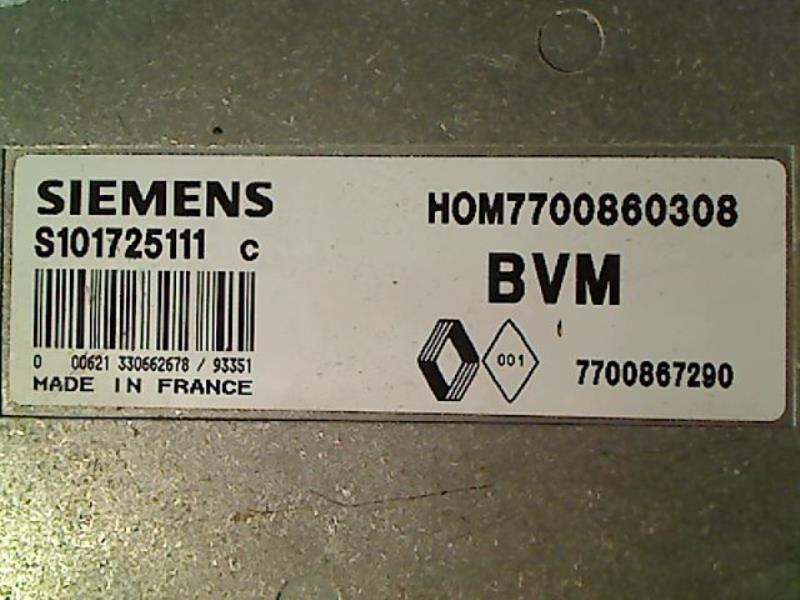 SIEMENS
S101725111 C
0 00621 330662678 / 93351
MADE IN FRANCE
HOM7700860308
BVM
001
7700867290